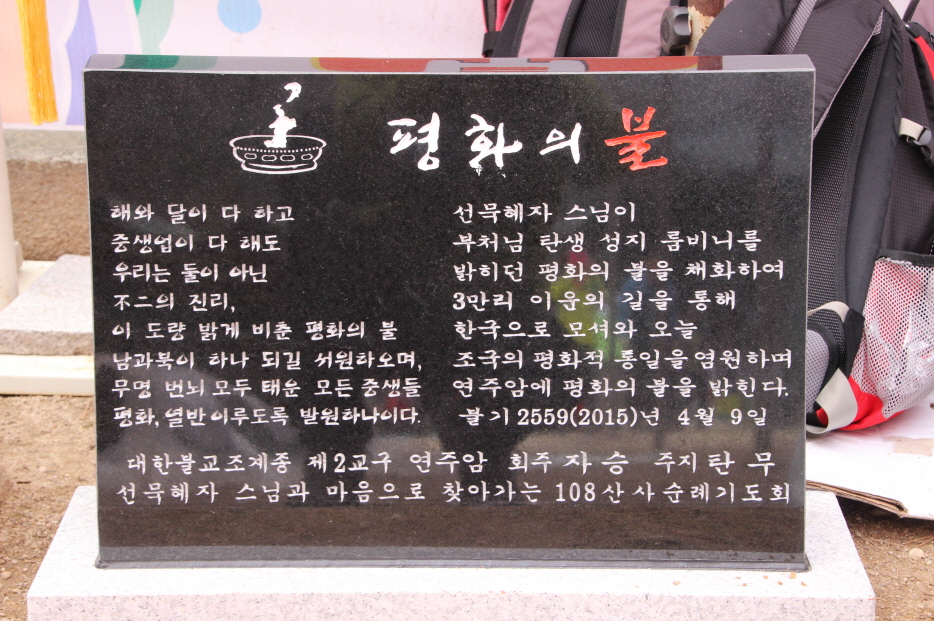 평화의 불
해와 달이 다 하고
중생업이 다 해도
우리는 둘이 아닌
不二의 진리,
이 도량 밝게 비춘 평화의 불
남과북이 하나 되길 서원하오며,
무명 번뇌 모두 태운 모든 중생들
평화, 열반이루도록 발원하나이다.
선묵혜자 스님이
부처님 탄생 성지 룸비니를
밝히던 평화의 불을 채화하여
3만리 이운의 길을 통해
한국으로 모셔와 오늘
조국의 평화적 통일을 염원하며
연주암에 평화의 불을 밝힌다.
불기 2559(2015)년 4월 9일
대한불교조계종 제2교구 연주암 회주 자승 주지 탄무
선묵혜자 스님과 마음으로 찾아가는 108산사순례기도회